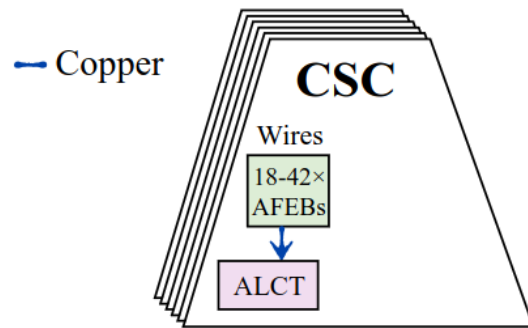 Copper
CSC
Wires
18-42×
AFEBs
ALCT